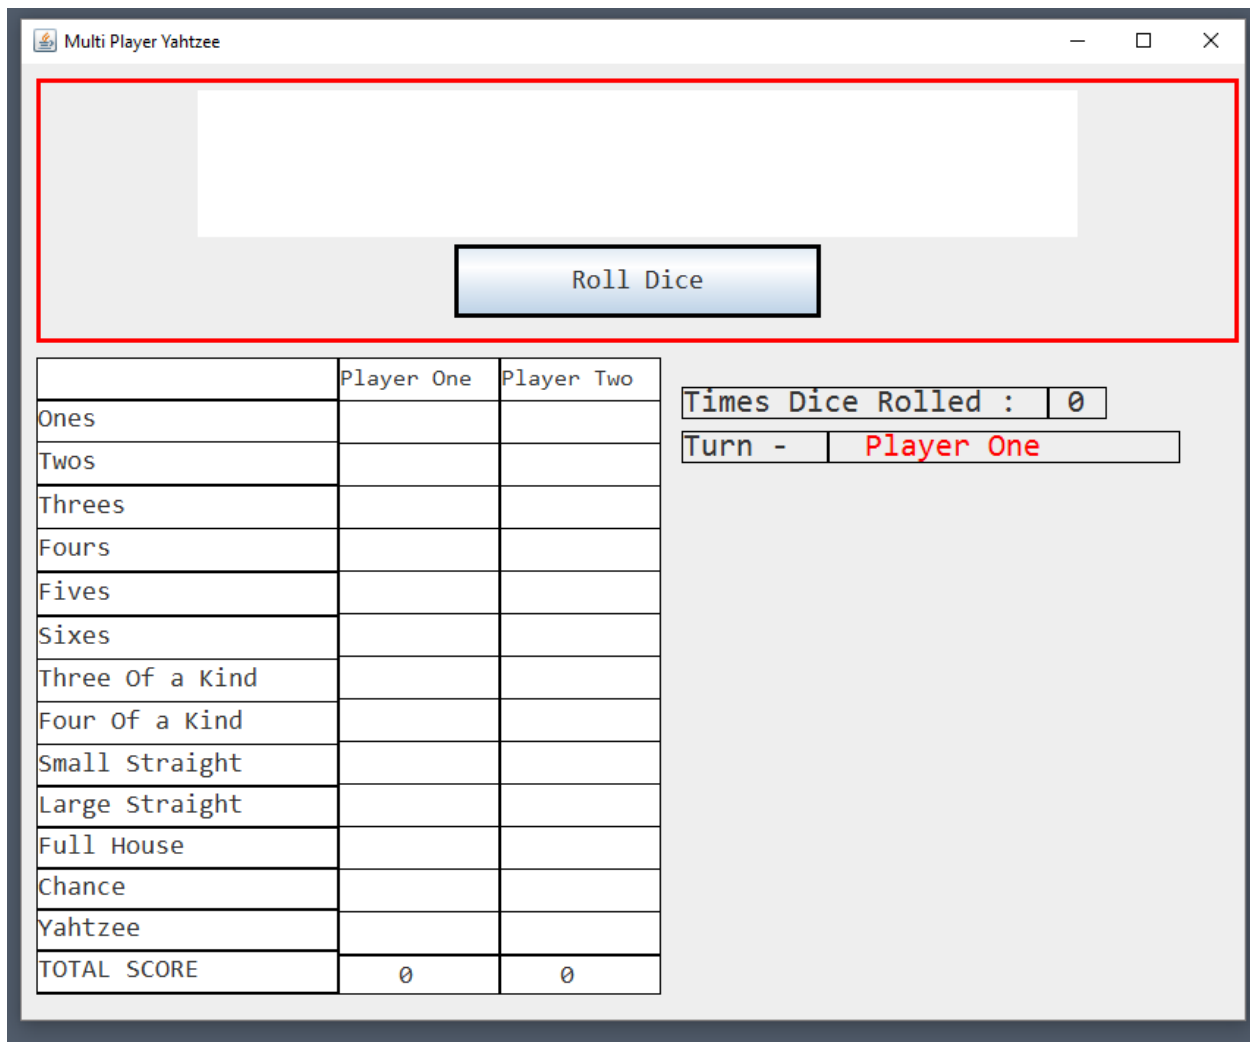 Multi Player Yahtzee
Roll Dice
Player One Player Two
Ones
Twos
Threes
Fours
Fives
Sixes
Three Of a Kind
Four Of a Kind
Small Straight
Large Straight
Full House
Chance
Yahtzee
TOTAL SCORE 0 0
Times Dice Rolled : 0
Turn - Player One